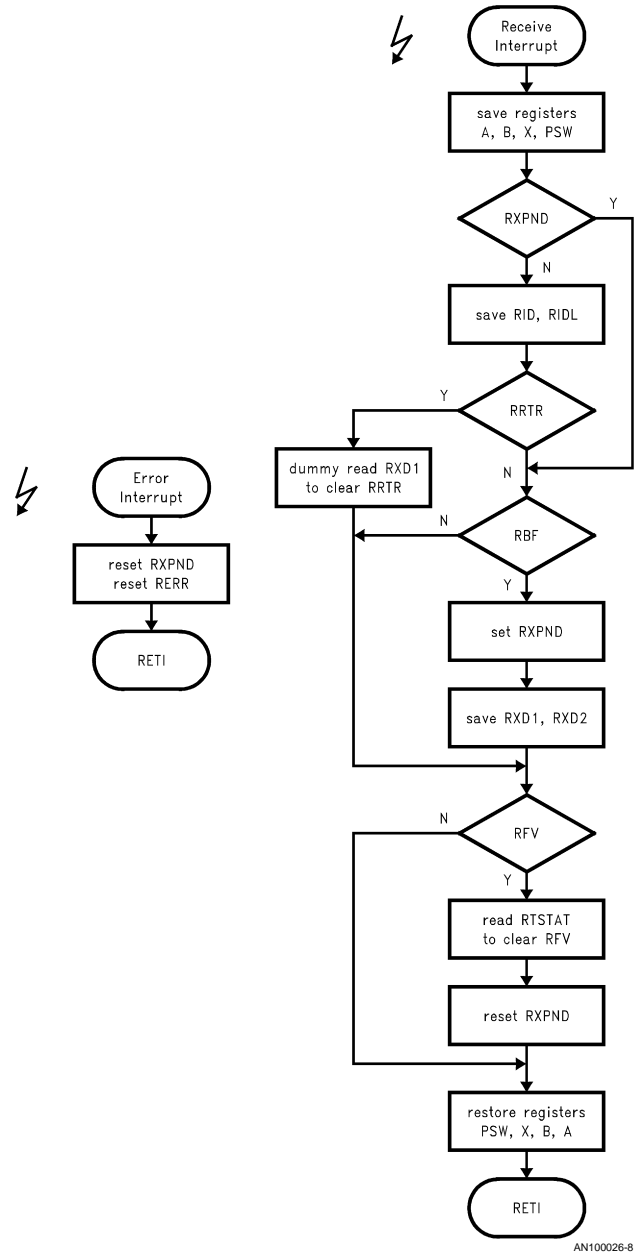 Receive
Interrupt
save registers
A, B, X, PSW
RXPND
Y
N
save RID, RIDL
RRTR
Y
N
dummy read RXD1
to clear RRTR
Error
Interrupt
reset RXPND
reset RERR
RETI
RBF
N
Y
set RXPND
save RXD1, RXD2
RFV
N
Y
read RTSTAT
to clear RFV
reset RXPND
restore registers
PSW, X, B, A
RETI
AN100026-8